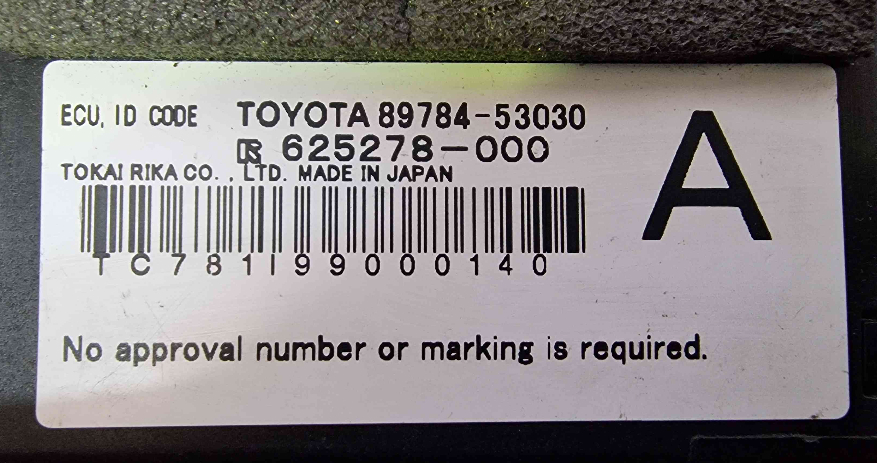 ECU, ID CODE TOYOTA 89784-53030
625278-000
A
TOKAI RIKA CO., LTD. MADE IN JAPAN
TC781I99000140
No approval number or marking is required.